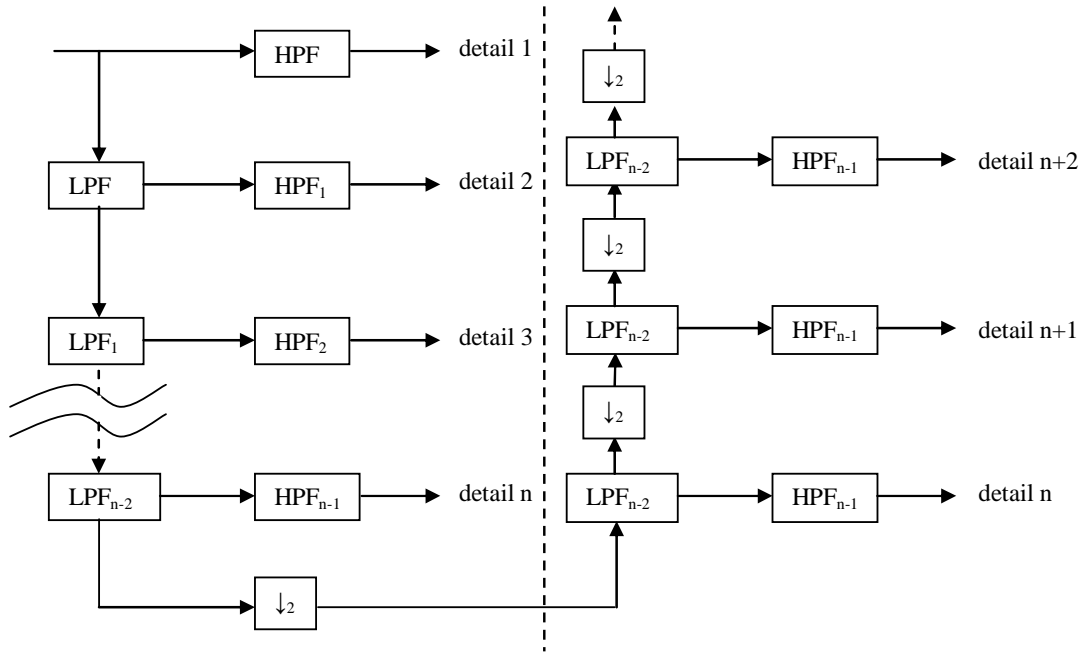 HPF
detail 1
LPF
HPF₁
detail 2
LPF₁
HPF₂
detail 3
LPFₙ₋₂
HPFₙ₋₁
detail n
↓₂
↓₂
LPFₙ₋₂
HPFₙ₋₁
detail n+2
↓₂
LPFₙ₋₂
HPFₙ₋₁
detail n+1
↓₂
LPFₙ₋₂
HPFₙ₋₁
detail n